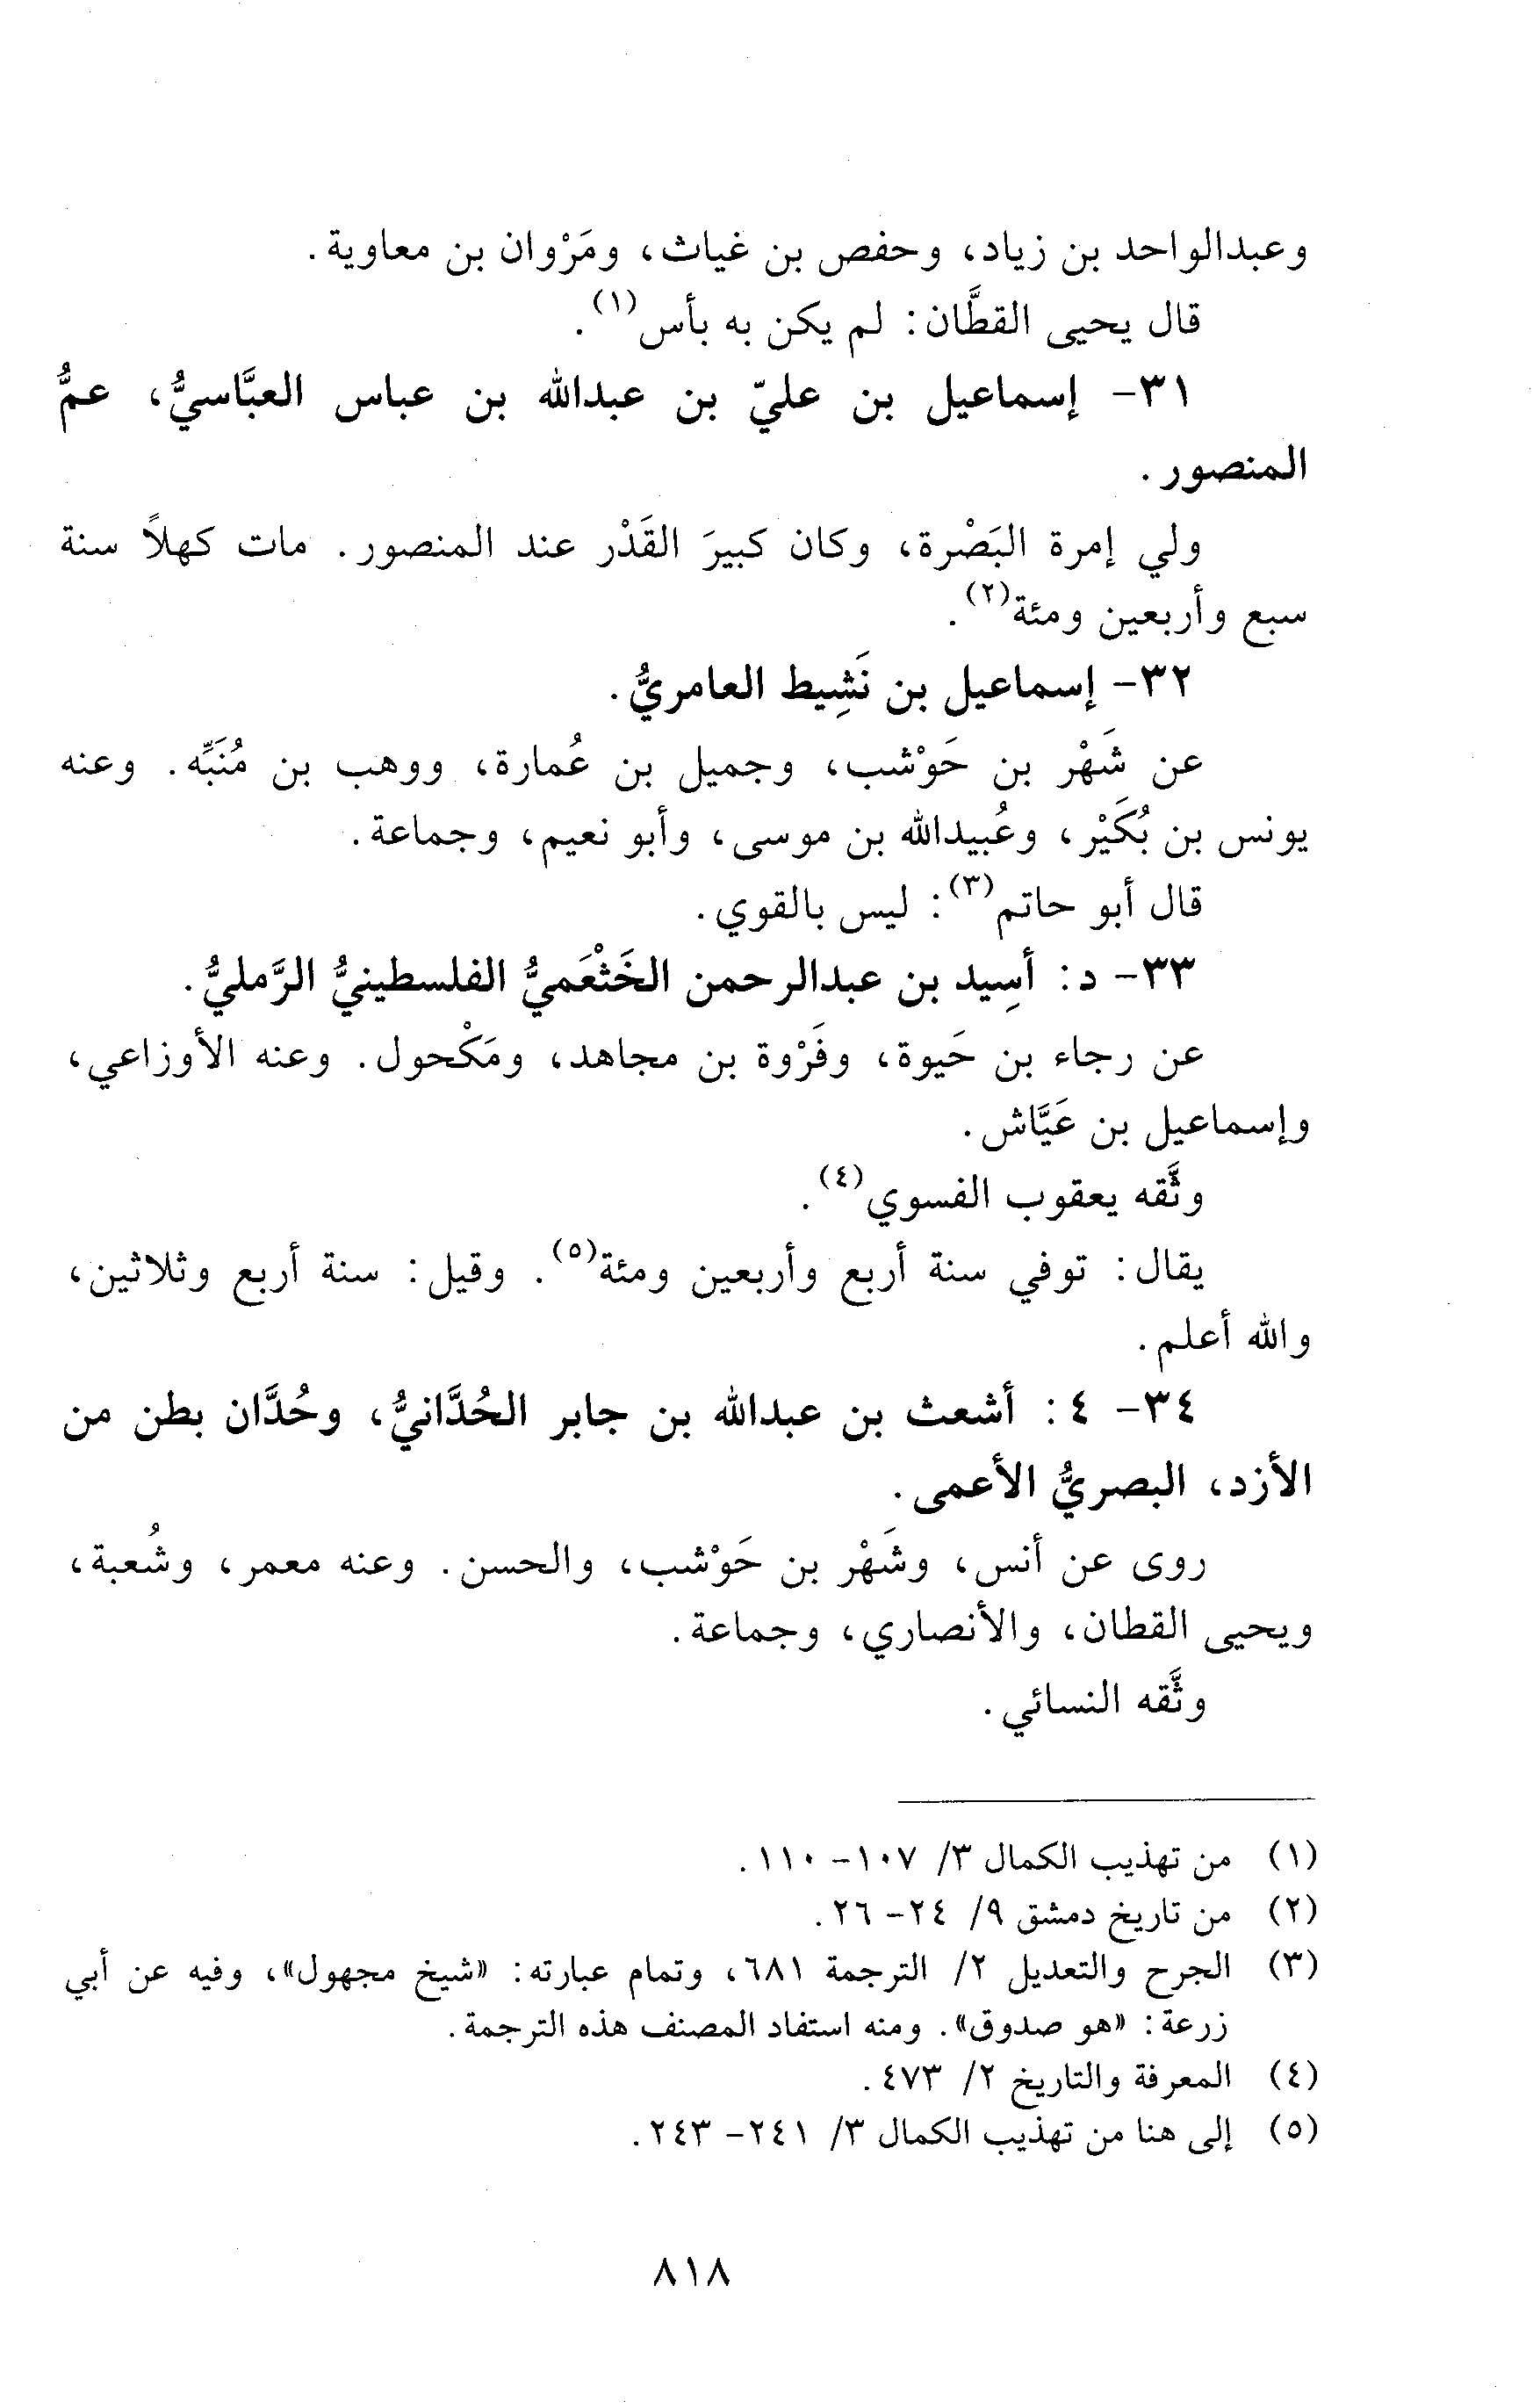 وعبدالواحد بن زياد، وحفص بن غياث، ومَرْوان بن معاوية.
قال يحيى القطَّان: لم يكن به بأس(١).
٣١- إسماعيل بن عليّ بن عبدالله بن عباس العبَّاسيُّ، عمُّ
المنصور.
ولي إمرة البَصْرة، وكان كبيرَ القَدْر عند المنصور. مات كهلاً سنة
سبع وأربعين ومئة(٢).
٣٢- إسماعيل بن نَشِيط العامريُّ.
عن شَهْر بن حَوْشب، وجميل بن عُمارة، ووهب بن مُنَبِّه. وعنه
يونس بن بُكَيْر، وعُبيدالله بن موسى، وأبو نعيم، وجماعة.
قال أبو حاتم(٣): ليس بالقوي.
٣٣- د: أسِيد بن عبدالرحمن الخَثْعَميُّ الفلسطينيُّ الرَّمليُّ.
عن رجاء بن حَيوة، وفَرْوة بن مجاهد، ومَكْحول. وعنه الأوزاعي،
وإسماعيل بن عَيَّاش.
وثَّقه يعقوب الفسوي(٤).
يقال: توفي سنة أربع وأربعين ومئة(٥). وقيل: سنة أربع وثلاثين،
والله أعلم.
٣٤- ٤: أشعث بن عبدالله بن جابر الحُدَّانيُّ، وحُدَّان بطن من
الأزد، البصريُّ الأعمى.
روى عن أنس، وشَهْر بن حَوْشب، والحسن. وعنه معمر، وشُعبة،
ويحيى القطان، والأنصاري، وجماعة.
وثَّقه النسائي.
(١) من تهذيب الكمال ٣/ ١٠٧- ١١٠.
(٢) من تاريخ دمشق ٩/ ٢٤- ٢٦.
(٣) الجرح والتعديل ٢/ الترجمة ٦٨١، وتمام عبارته: «شيخ مجهول»، وفيه عن أبي
زرعة: «هو صدوق». ومنه استفاد المصنف هذه الترجمة.
(٤) المعرفة والتاريخ ٢/ ٤٧٣.
(٥) إلى هنا من تهذيب الكمال ٣/ ٢٤١- ٢٤٣.
٨١٨